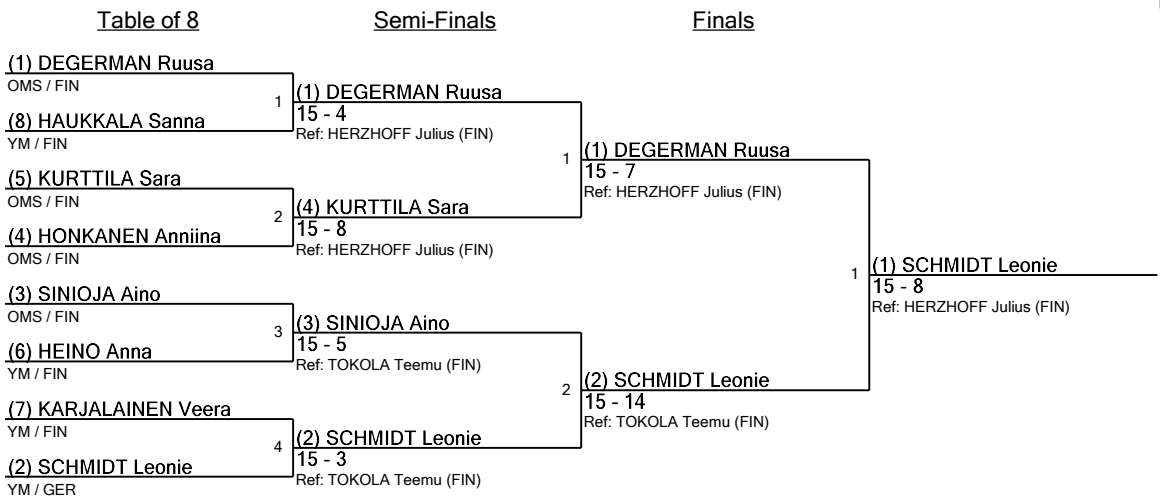 Table of 8
Semi-Finals
Finals
(1) DEGERMAN Ruusa
OMS / FIN
1
(8) HAUKKALA Sanna
YM / FIN
(5) KURTTILA Sara
OMS / FIN
2
(4) HONKANEN Anniina
OMS / FIN
(3) SINIOJA Aino
OMS / FIN
3
(6) HEINO Anna
YM / FIN
(7) KARJALAINEN Veera
YM / FIN
4
(2) SCHMIDT Leonie
YM / GER
(1) DEGERMAN Ruusa
15 - 4
Ref: HERZHOFF Julius (FIN)
1
(4) KURTTILA Sara
15 - 8
Ref: HERZHOFF Julius (FIN)
(3) SINIOJA Aino
15 - 5
Ref: TOKOLA Teemu (FIN)
2
(2) SCHMIDT Leonie
15 - 3
Ref: TOKOLA Teemu (FIN)
(1) DEGERMAN Ruusa
15 - 7
Ref: HERZHOFF Julius (FIN)
1
(2) SCHMIDT Leonie
15 - 14
Ref: TOKOLA Teemu (FIN)
(1) SCHMIDT Leonie
15 - 8
Ref: HERZHOFF Julius (FIN)